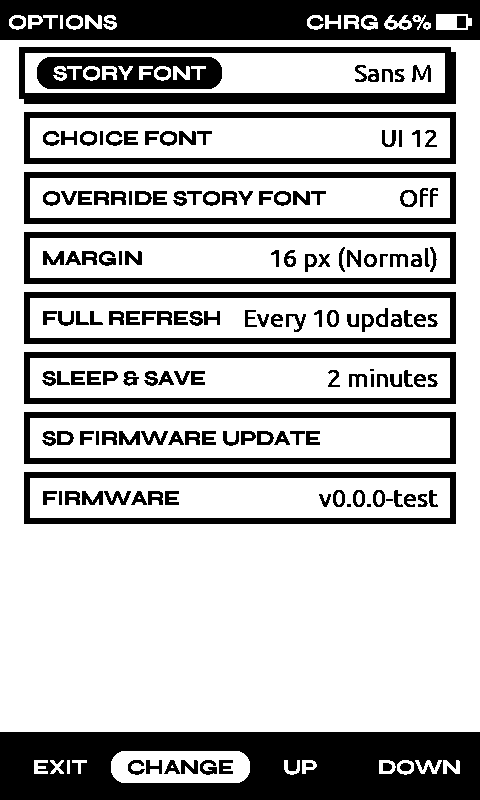 OPTIONS CHRG 66%
STORY FONT Sans M
CHOICE FONT UI 12
OVERRIDE STORY FONT Off
MARGIN 16 px (Normal)
FULL REFRESH Every 10 updates
SLEEP & SAVE 2 minutes
SD FIRMWARE UPDATE
FIRMWARE v0.0.0-test
EXIT CHANGE UP DOWN